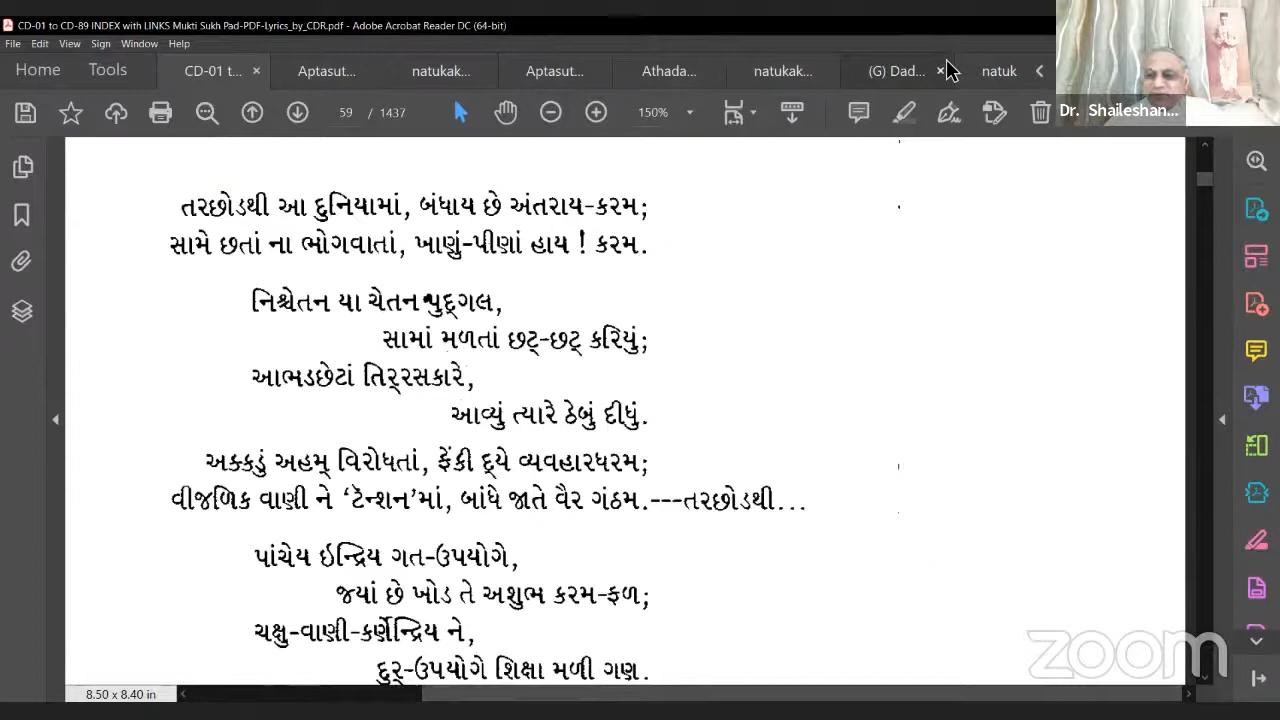 CD-01 to CD-89 INDEX with LINKS Mukti Sukh Pad-PDF-Lyrics_by_CDR.pdf - Adobe Acrobat Reader DC (64-bit)
File Edit View Sign Window Help
Home Tools CD-01 t... × Aptasut... natukak... Aptasut... Athada... natukak... (G) Dad... × natuk
59 / 1437 150%
Dr. Shaileshan...
તરછોડથી આ દુનિયામાં, બંધાય છે અંતરાય-કરમ;
સામે છતાં ના ભોગવાતાં, ખાણું-પીણાં હાય ! કરમ.
નિશ્ચેતન યા ચેતન પુદ્‌ગલ,
સામાં મળતાં છટ્-છટ્ કરિયું;
આભડછેટાં તિર્‌રસકારે,
આવ્યું ત્યારે ઠેબું દીધું.
અક્કડું અહમ્ વિરોધતાં, ફેંકી દ્‌યે વ્યવહારધરમ;
વીજળિક વાણી ને ‘ટૅન્શન’માં, બાંધે જાતે વૈર ગંઠમ.---તરછોડથી...
પાંચેય ઇન્દ્રિય ગત-ઉપયોગે,
જયાં છે ખોડ તે અશુભ કરમ-ફળ;
ચક્ષુ-વાણી-કર્ણેન્દ્રિય ને,
દુર્-ઉપયોગે શિક્ષા મળી ગણ.
zoom
8.50 x 8.40 in